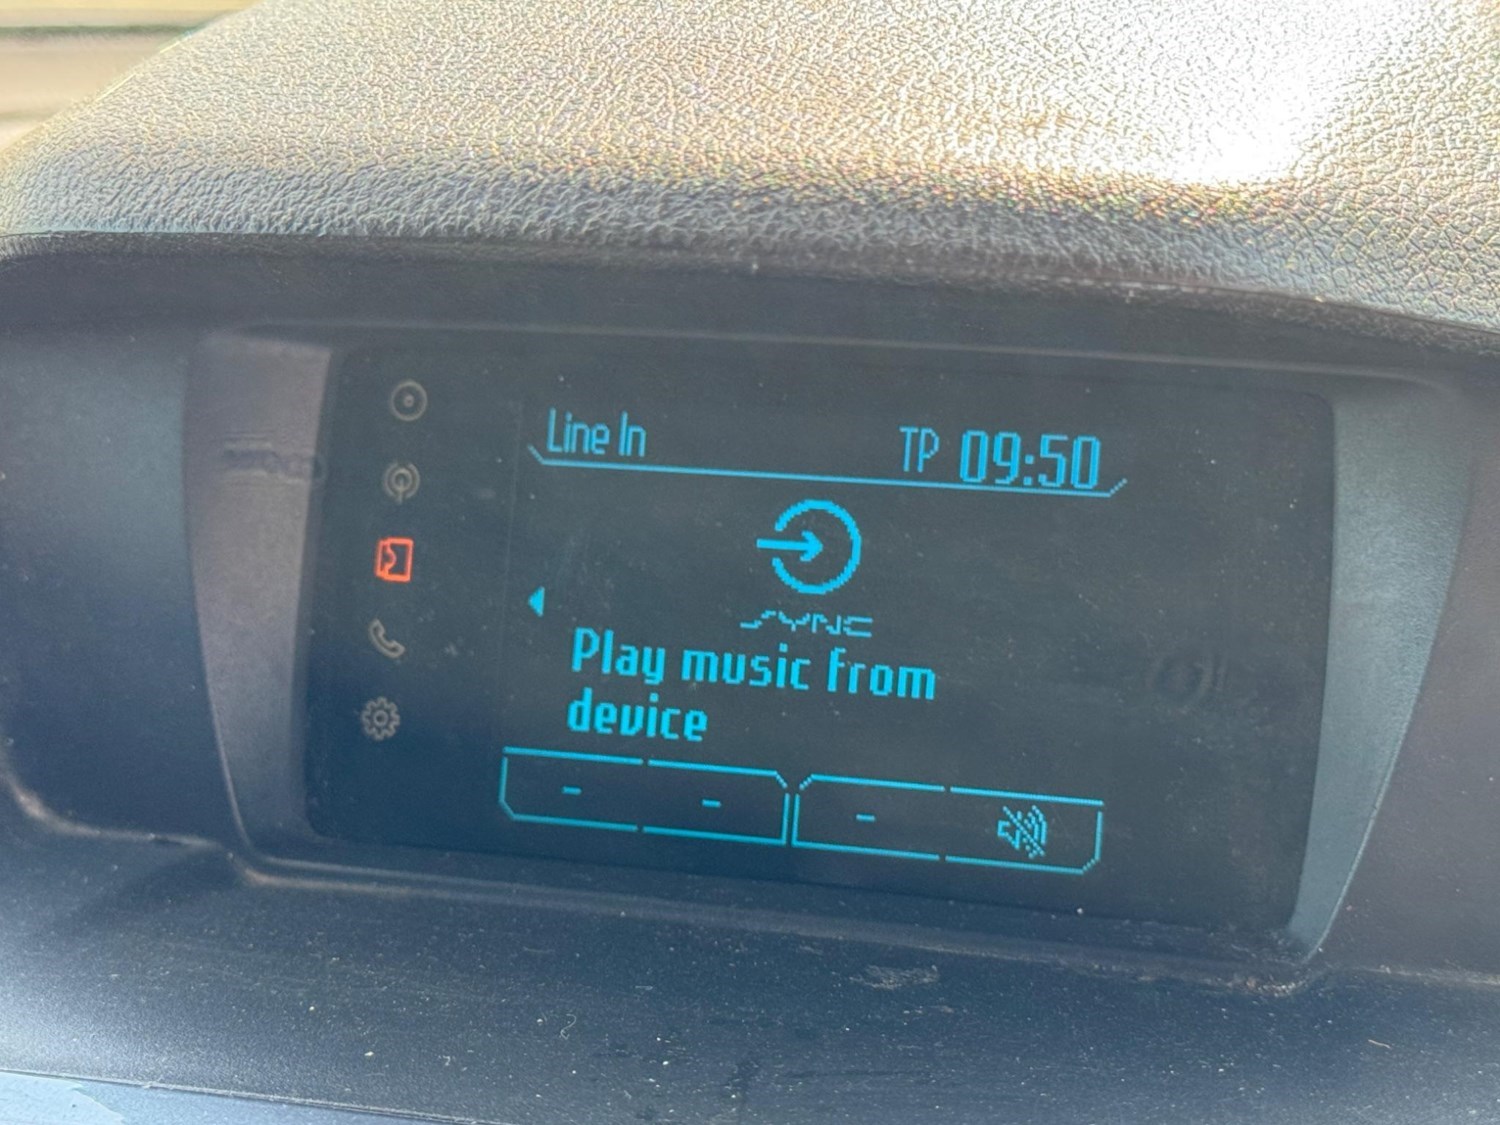 Line In TP 09:50
SYNC
Play music from
device
- - -